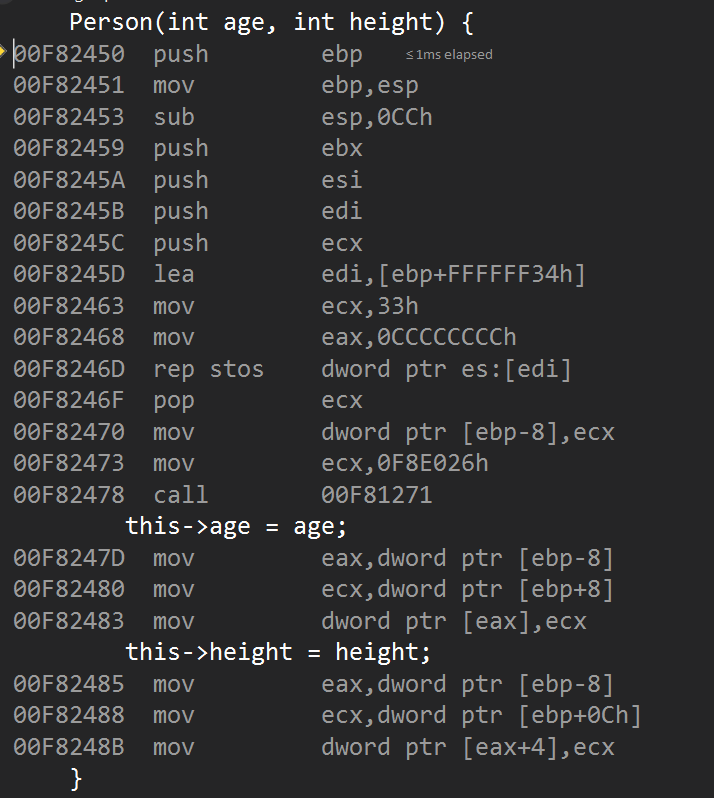 Person(int age, int height) {
00F82450 push ebp ≤1ms elapsed
00F82451 mov ebp,esp
00F82453 sub esp,0CCh
00F82459 push ebx
00F8245A push esi
00F8245B push edi
00F8245C push ecx
00F8245D lea edi,[ebp+FFFFFF34h]
00F82463 mov ecx,33h
00F82468 mov eax,0CCCCCCCCh
00F8246D rep stos dword ptr es:[edi]
00F8246F pop ecx
00F82470 mov dword ptr [ebp-8],ecx
00F82473 mov ecx,0F8E026h
00F82478 call 00F81271
this->age = age;
00F8247D mov eax,dword ptr [ebp-8]
00F82480 mov ecx,dword ptr [ebp+8]
00F82483 mov dword ptr [eax],ecx
this->height = height;
00F82485 mov eax,dword ptr [ebp-8]
00F82488 mov ecx,dword ptr [ebp+0Ch]
00F8248B mov dword ptr [eax+4],ecx
}